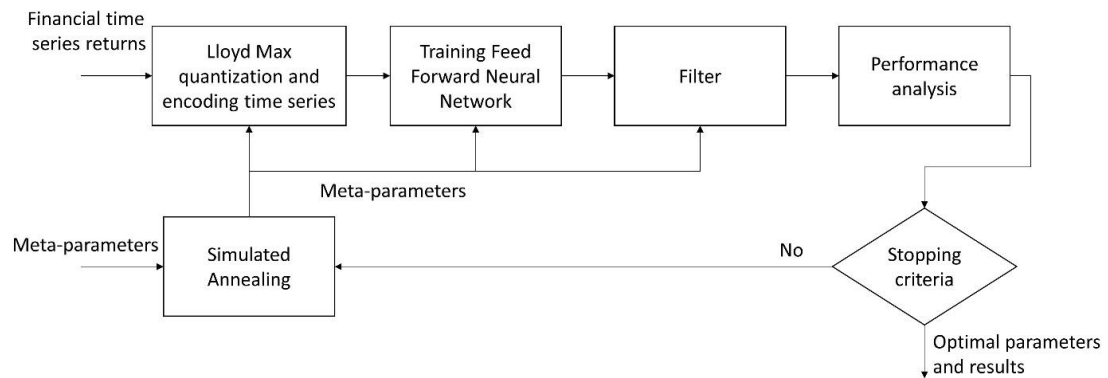 Financial time
series returns
Lloyd Max
quantization and
encoding time series
Training Feed
Forward Neural
Network
Filter
Performance
analysis
Meta-parameters
Meta-parameters
Simulated
Annealing
No
Stopping
criteria
Optimal parameters
and results